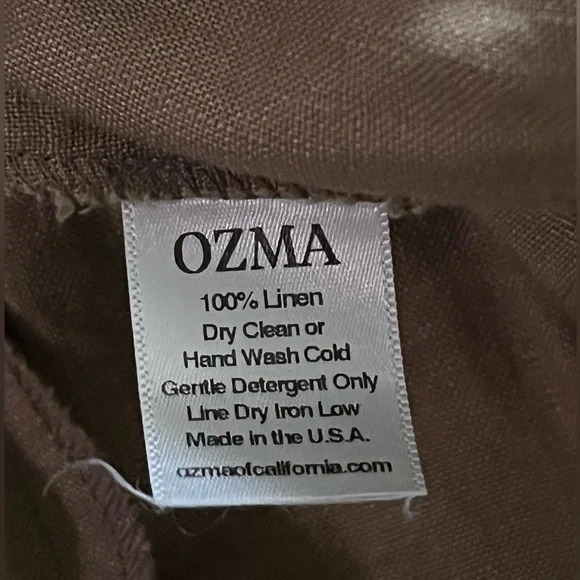 OZMA
100% Linen
Dry Clean or
Hand Wash Cold
Gentle Detergent Only
Line Dry Iron Low
Made in the U.S.A.
ozmaofcalifornia.com